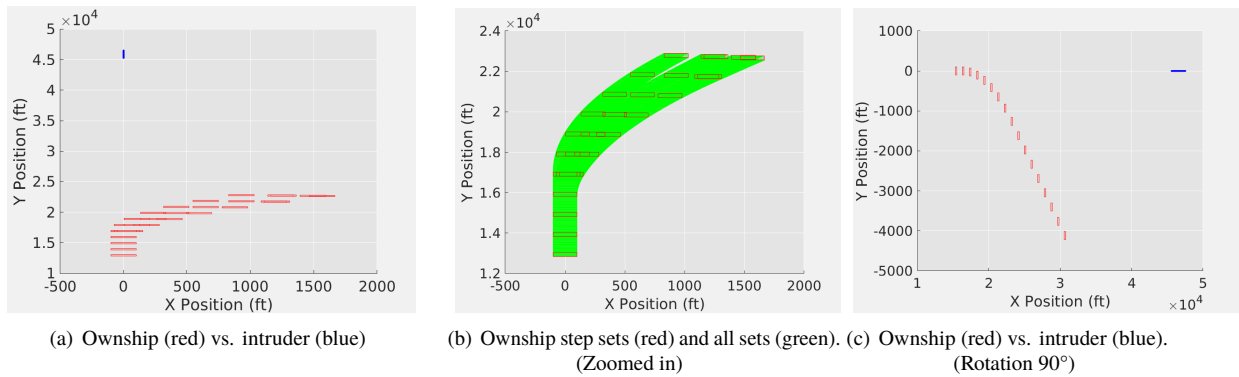 ×10⁴
5
4.5
4
3.5
3
2.5
2
1.5
1
Y Position (ft)
-500 0 500 1000 1500 2000
X Position (ft)
(a) Ownship (red) vs. intruder (blue)
×10⁴
2.4
2.2
2
1.8
1.6
1.4
1.2
Y Position (ft)
-500 0 500 1000 1500 2000
X Position (ft)
(b) Ownship step sets (red) and all sets (green).
(Zoomed in)
1000
0
-1000
-2000
-3000
-4000
-5000
Y Position (ft)
1 2 3 4 5
X Position (ft)
×10⁴
(c) Ownship (red) vs. intruder (blue).
(Rotation 90°)